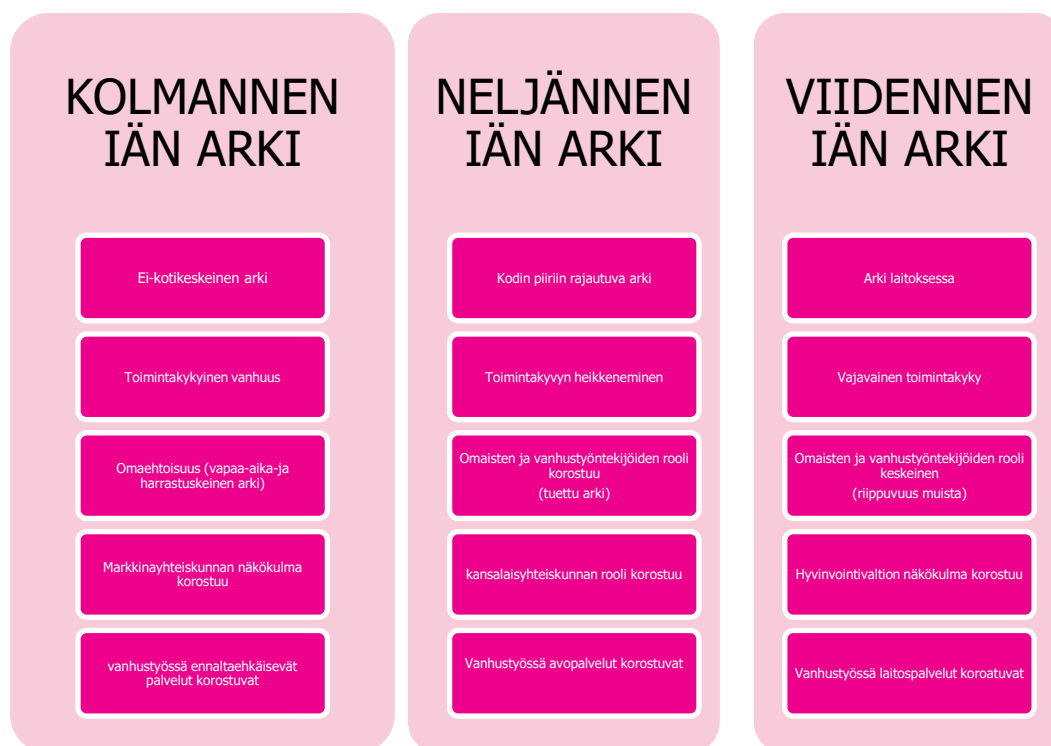 KOLMANNEN
IÄN ARKI
Ei-kotikeskeinen arki
Toimintakykyinen vanhuus
Omaehtoisuus (vapaa-aika-ja
harrastuskeinen arki)
Markkinayhteiskunnan näkökulma
korostuu
vanhustyössä ennaltaehkäisevät
palvelut korostuvat
NELJÄNNEN
IÄN ARKI
Kodin piiriin rajautuva arki
Toimintakyvyn heikkeneminen
Omaisten ja vanhustyöntekijöiden rooli
korostuu
(tuettu arki)
kansalaisyhteiskunnan rooli korostuu
Vanhustyössä avopalvelut korostuvat
VIIDENNEN
IÄN ARKI
Arki laitoksessa
Vajavainen toimintakyky
Omaisten ja vanhustyöntekijöiden rooli
keskeinen
(riippuvuus muista)
Hyvinvointivaltion näkökulma korostuu
Vanhustyössä laitospalvelut koroatuvat